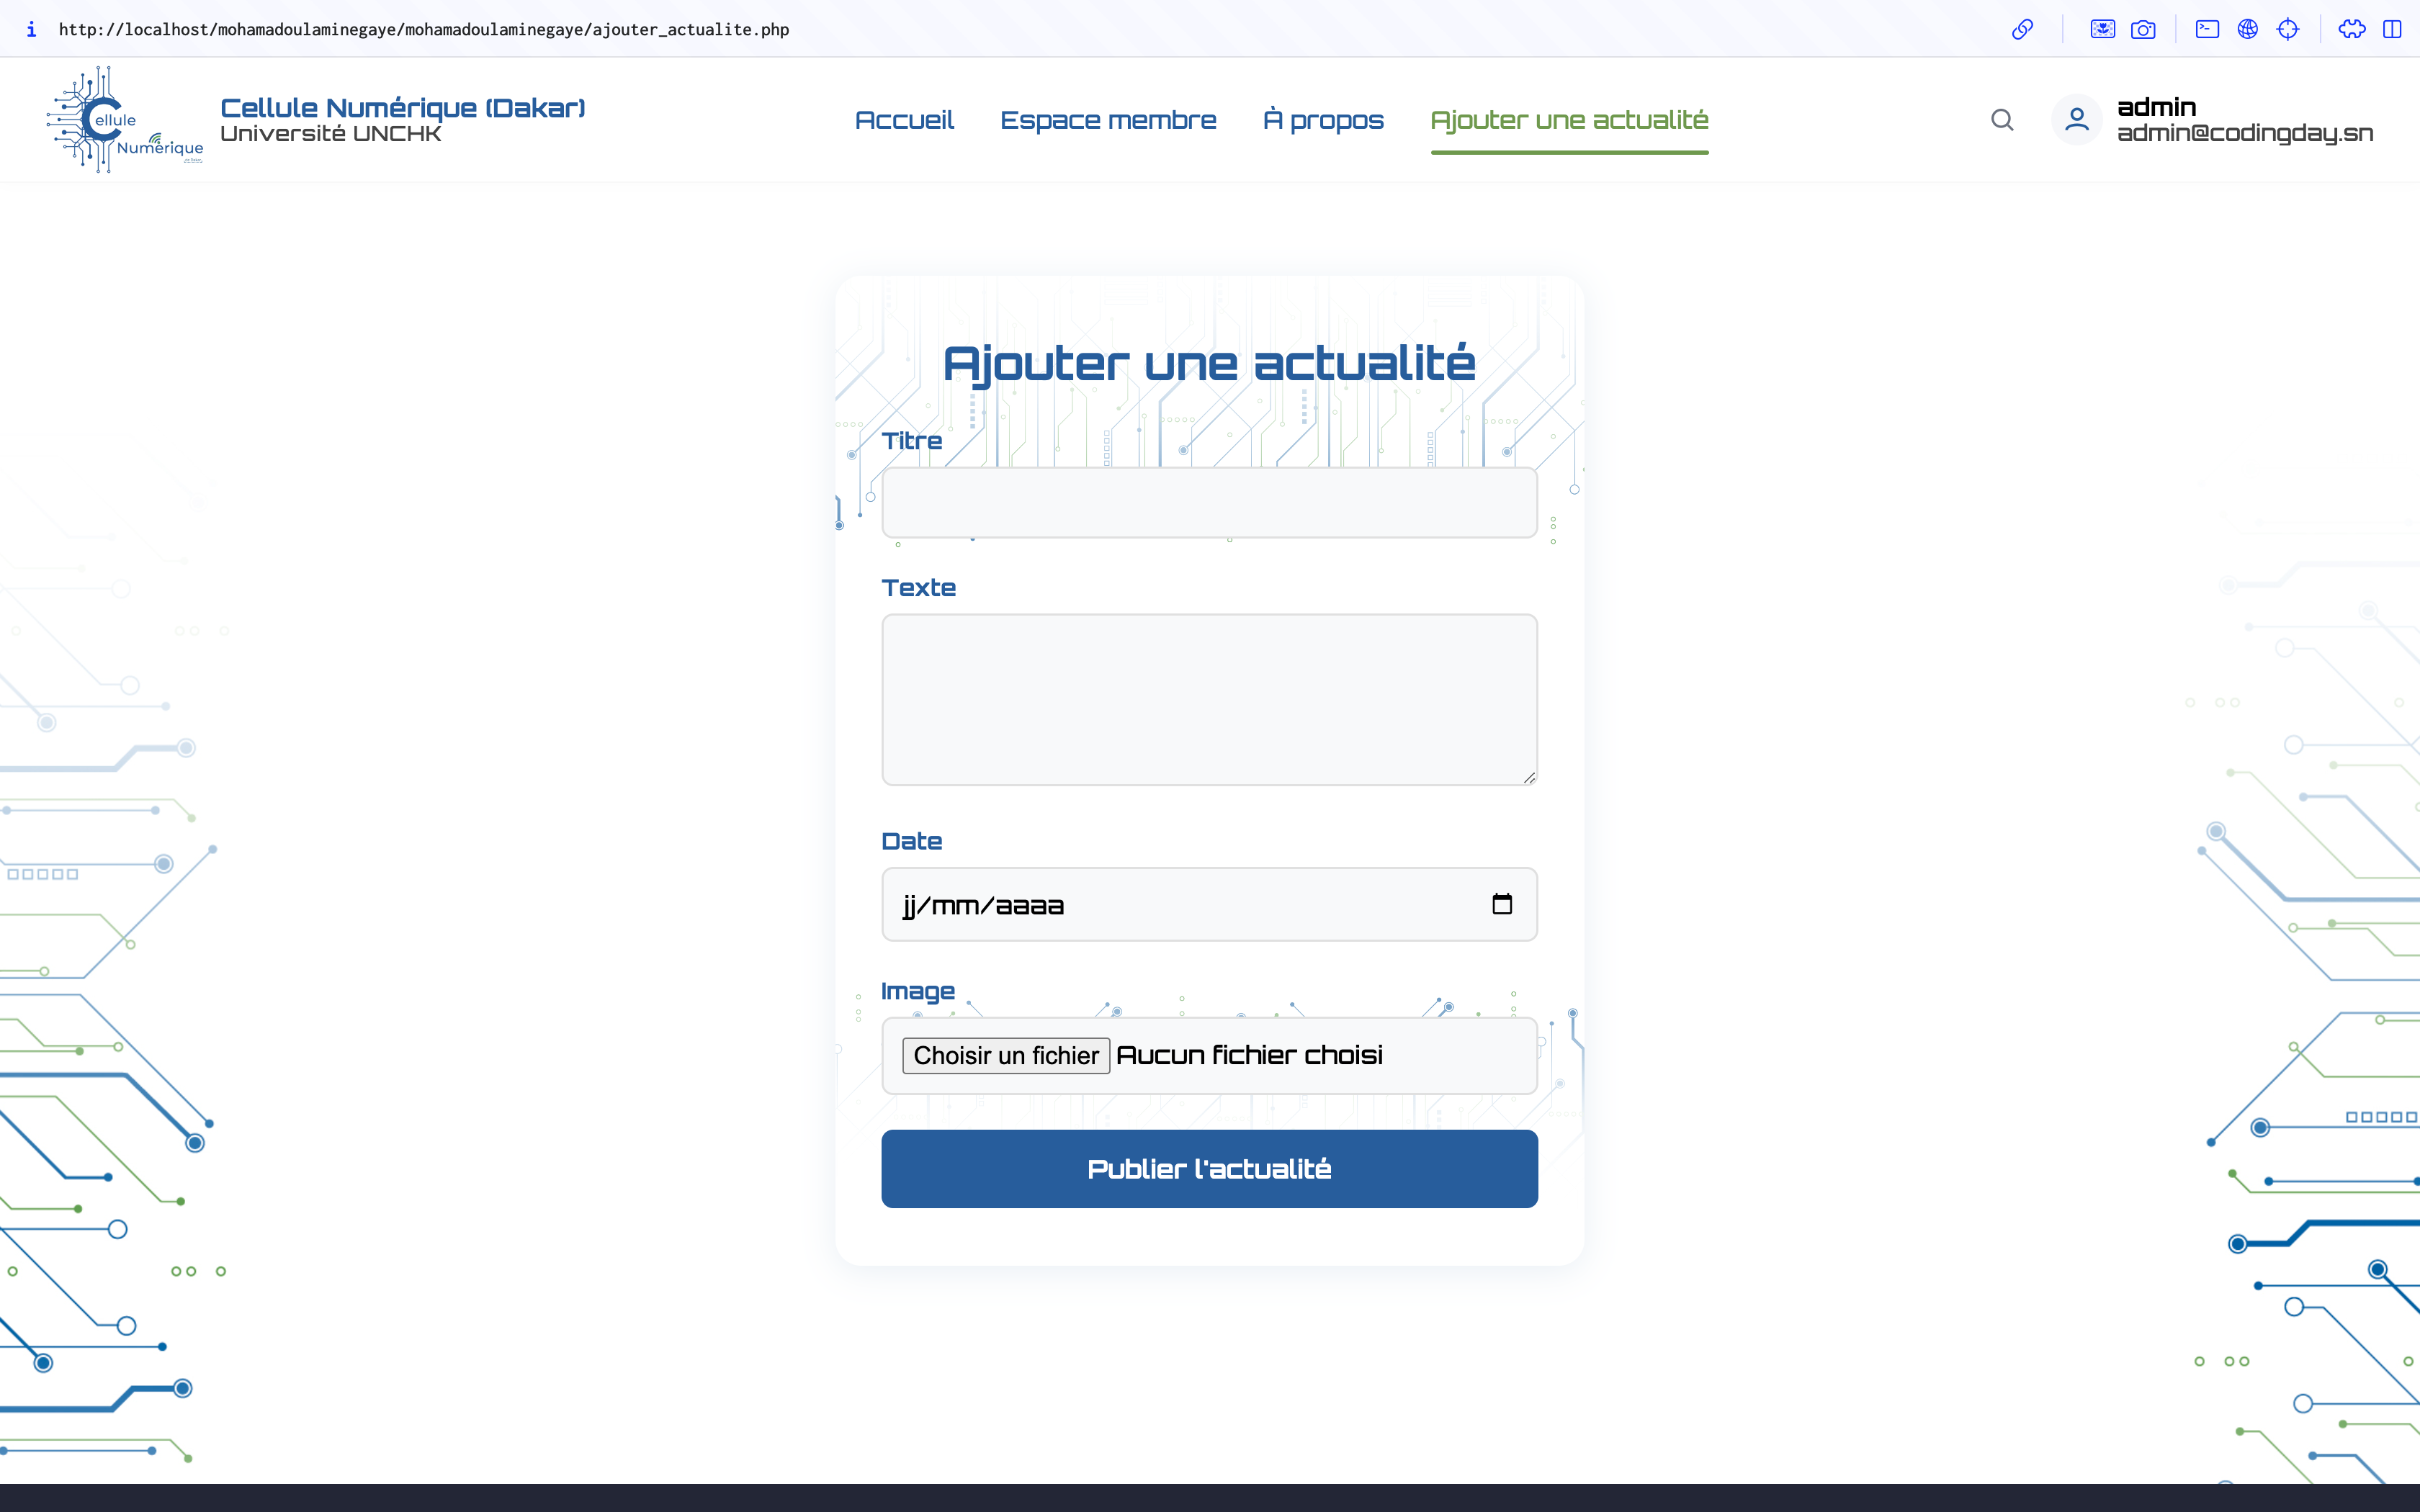 i http://localhost/mohamadoulaminegaye/mohamadoulaminegaye/ajouter_actualite.php
Cellule Numérique (Dakar)
Université UNCHK
Cellule
Numérique
Accueil
Espace membre
À propos
Ajouter une actualité
admin
admin@codingday.sn
Ajouter une actualité
Titre
Texte
Date
jj/mm/aaaa
Image
Choisir un fichier Aucun fichier choisi
Publier l'actualité